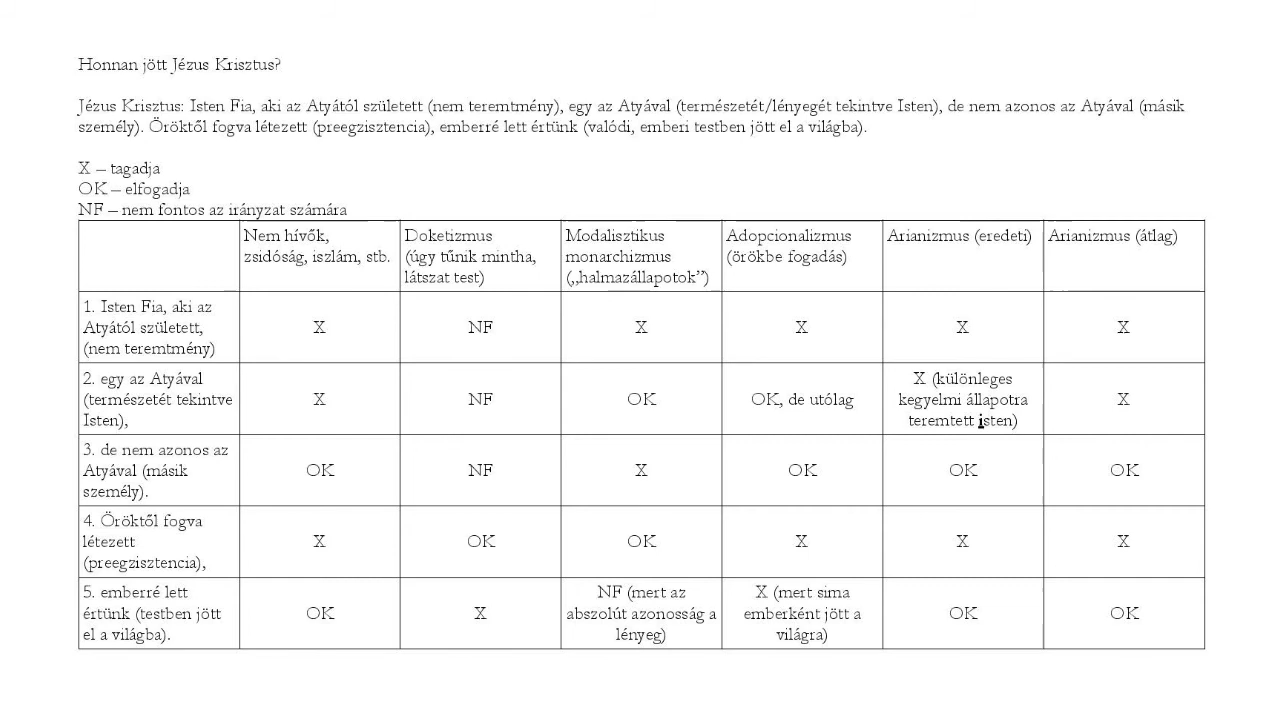 Honnan jött Jézus Krisztus?
Jézus Krisztus: Isten Fia, aki az Atyától született (nem teremtmény), egy az Atyával (természetét/lényegét tekintve Isten), de nem azonos az Atyával (másik
személy). Öröktől fogva létezett (preegzisztencia), emberré lett értünk (valódi, emberi testben jött el a világba).
X – tagadja
OK – elfogadja
NF – nem fontos az irányzat számára
Nem hívők,
zsidóság, iszlám, stb.
Doketizmus
(úgy tűnik mintha,
látszat test)
Modalisztikus
monarchizmus
(„halmazállapotok”)
Adopcionalizmus
(örökbe fogadás)
Arianizmus (eredeti)
Arianizmus (átlag)
1. Isten Fia, aki az
Atyától született,
(nem teremtmény)
X
NF
X
X
X
X
2. egy az Atyával
(természetét tekintve
Isten),
X
NF
OK
OK, de utólag
X (különleges
kegyelmi állapotra
teremtett isten)
X
3. de nem azonos az
Atyával (másik
személy).
OK
NF
X
OK
OK
OK
4. Öröktől fogva
létezett
(preegzisztencia),
X
OK
OK
X
X
X
5. emberré lett
értünk (testben jött
el a világba).
OK
X
NF (mert az
abszolút azonosság a
lényeg)
X (mert sima
emberként jött a
világra)
OK
OK